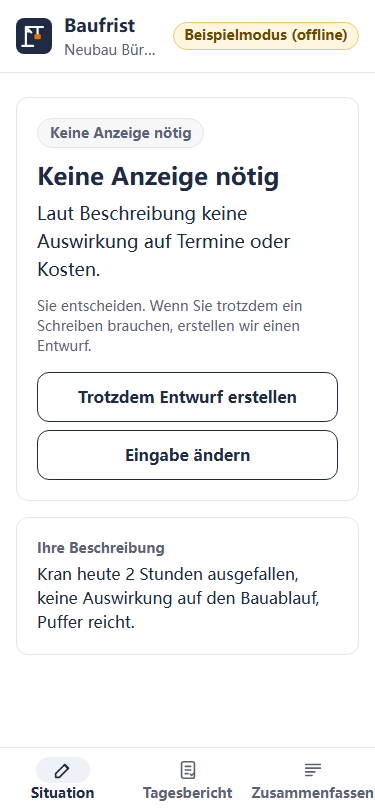 Baufrist
Neubau Bür...
Beispielmodus (offline)
Keine Anzeige nötig
Keine Anzeige nötig
Laut Beschreibung keine
Auswirkung auf Termine oder
Kosten.
Sie entscheiden. Wenn Sie trotzdem ein
Schreiben brauchen, erstellen wir einen
Entwurf.
Trotzdem Entwurf erstellen
Eingabe ändern
Ihre Beschreibung
Kran heute 2 Stunden ausgefallen,
keine Auswirkung auf den Bauablauf,
Puffer reicht.
Situation
Tagesbericht
Zusammenfassen